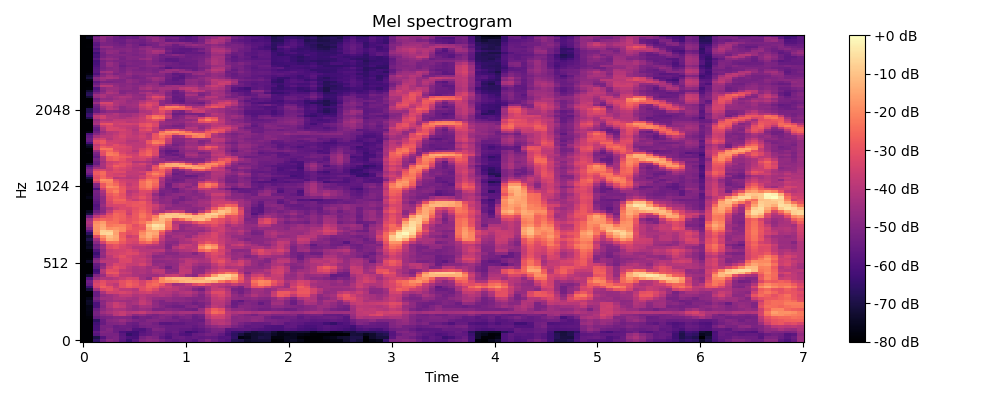 Mel spectrogram
+0 dB
-10 dB
-20 dB
-30 dB
-40 dB
-50 dB
-60 dB
-70 dB
-80 dB
2048
1024
512
0
Hz
0 1 2 3 4 5 6 7
Time